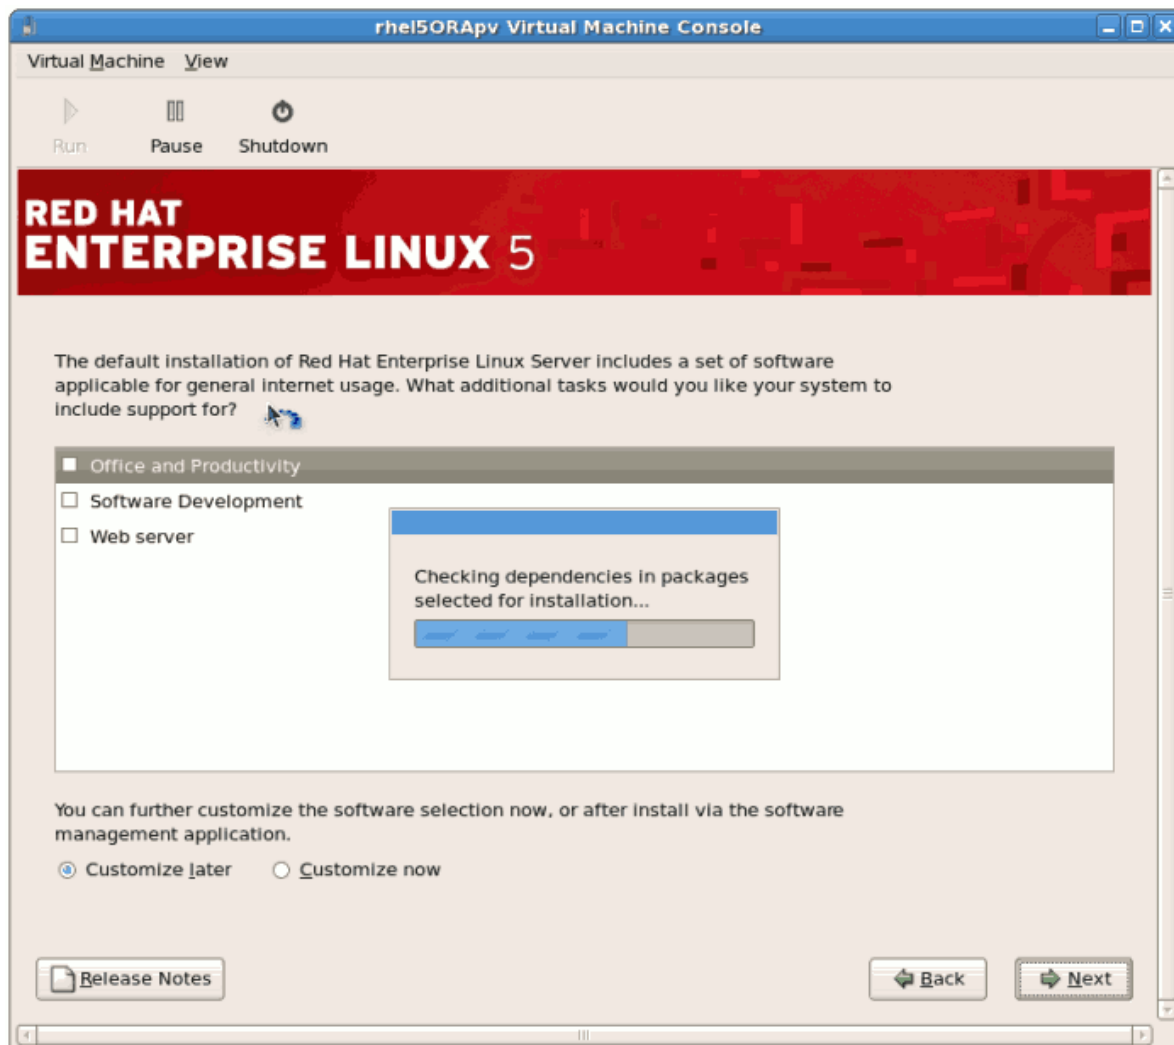 rhel5ORApv Virtual Machine Console
Virtual Machine View
Run Pause Shutdown
RED HAT
ENTERPRISE LINUX 5
The default installation of Red Hat Enterprise Linux Server includes a set of software
applicable for general internet usage. What additional tasks would you like your system to
include support for?
Office and Productivity
Software Development
Web server
Checking dependencies in packages
selected for installation...
You can further customize the software selection now, or after install via the software
management application.
Customize later Customize now
Release Notes Back Next